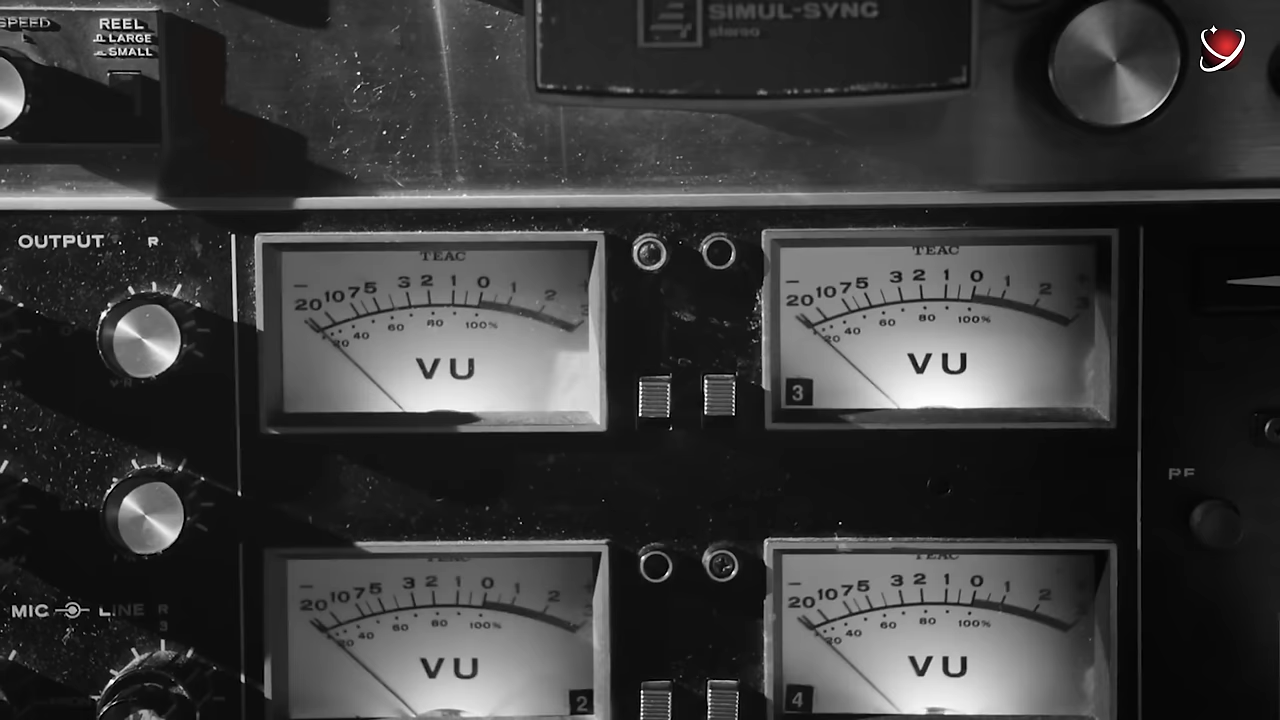 SPEED
L
REEL
LARGE
SMALL
SIMUL-SYNC
stereo
OUTPUT R
TEAC
- 20 10 7 5 3 2 1 0 1 2 3 +
20 40 60 80 100%
VU
TEAC
- 20 10 7 5 3 2 1 0 1 2 3
20 40 60 80 100%
VU
3
MIC LINE R
3
TEAC
- 20 10 7 5 3 2 1 0 1 2
20 40 60 80 100%
VU
2
TEAC
- 20 10 7 5 3 2 1 0 1 2
20 40 60 80 100%
VU
4